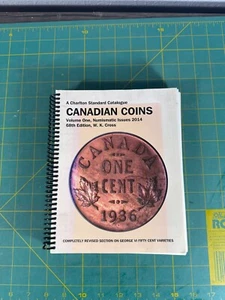 A Charlton Standard Catalogue
CANADIAN COINS
Volume One, Numismatic Issues 2014
68th Edition, W. K. Cross
CANADA
ONE
CENT
1936
COMPLETELY REVISED SECTION ON GEORGE VI FIFTY CENT VARIETIES